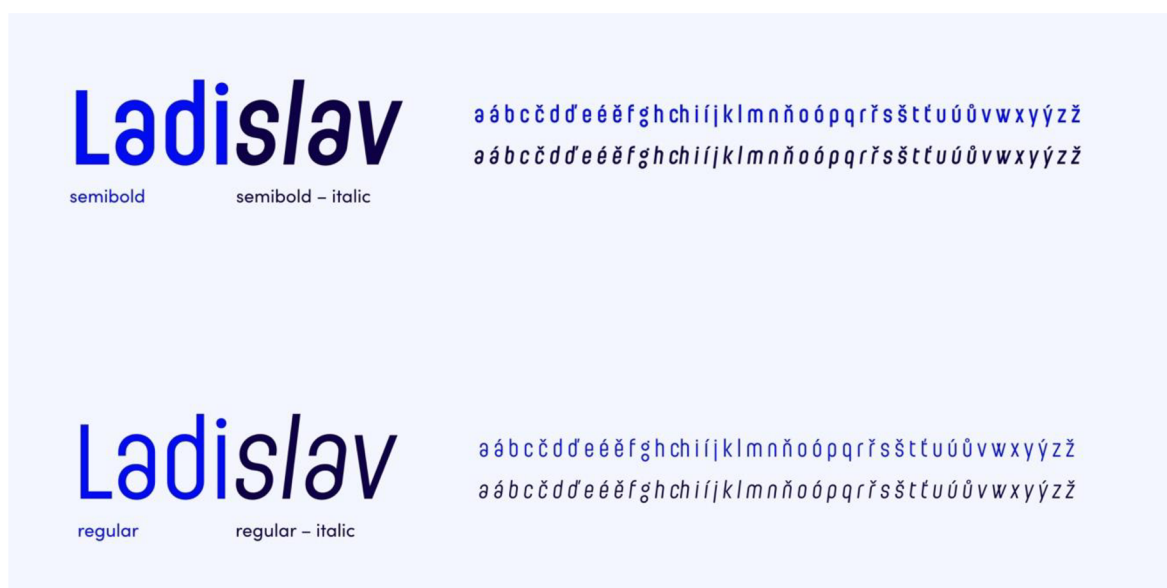 Ladislav
semibold
semibold – italic
aábcčdďeéěfghchiíjklmnňoópqrřsštťuúůvwxyýzž
aábcčdďeéěfghchiíjklmnňoópqrřsštťuúůvwxyýzž
Ladislav
regular
regular – italic
aábcčdďeéěfghchiíjklmnňoópqrřsštťuúůvwxyýzž
aábcčdďeéěfghchiíjklmnňoópqrřsštťuúůvwxyýzž